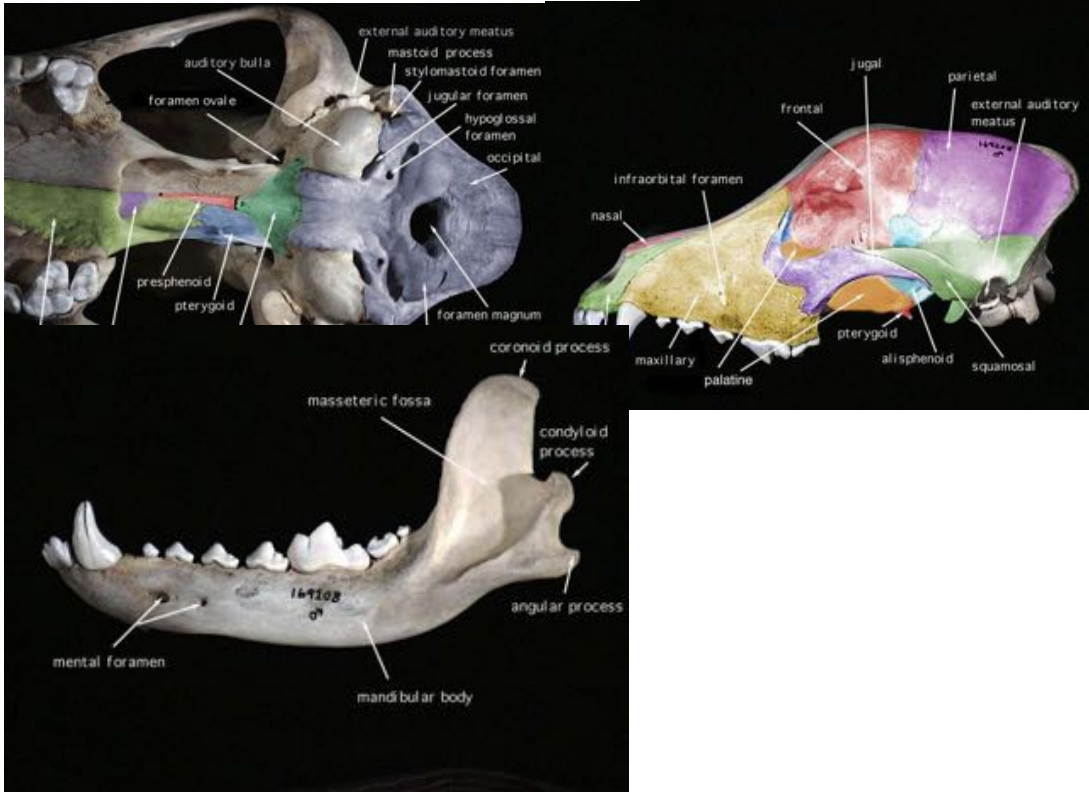 external auditory meatus
mastoid process
auditory bulla
stylomastoid foramen
jugular foramen
foramen ovale
hypoglossal
foramen
occipital
presphenoid
pterygoid
foramen magnum
jugal
parietal
frontal
external auditory
meatus
infraorbital foramen
nasal
pterygoid
maxillary
alisphenoid
palatine
squamosal
coronoid process
masseteric fossa
condyloid
process
169208
♂
angular process
mental foramen
mandibular body